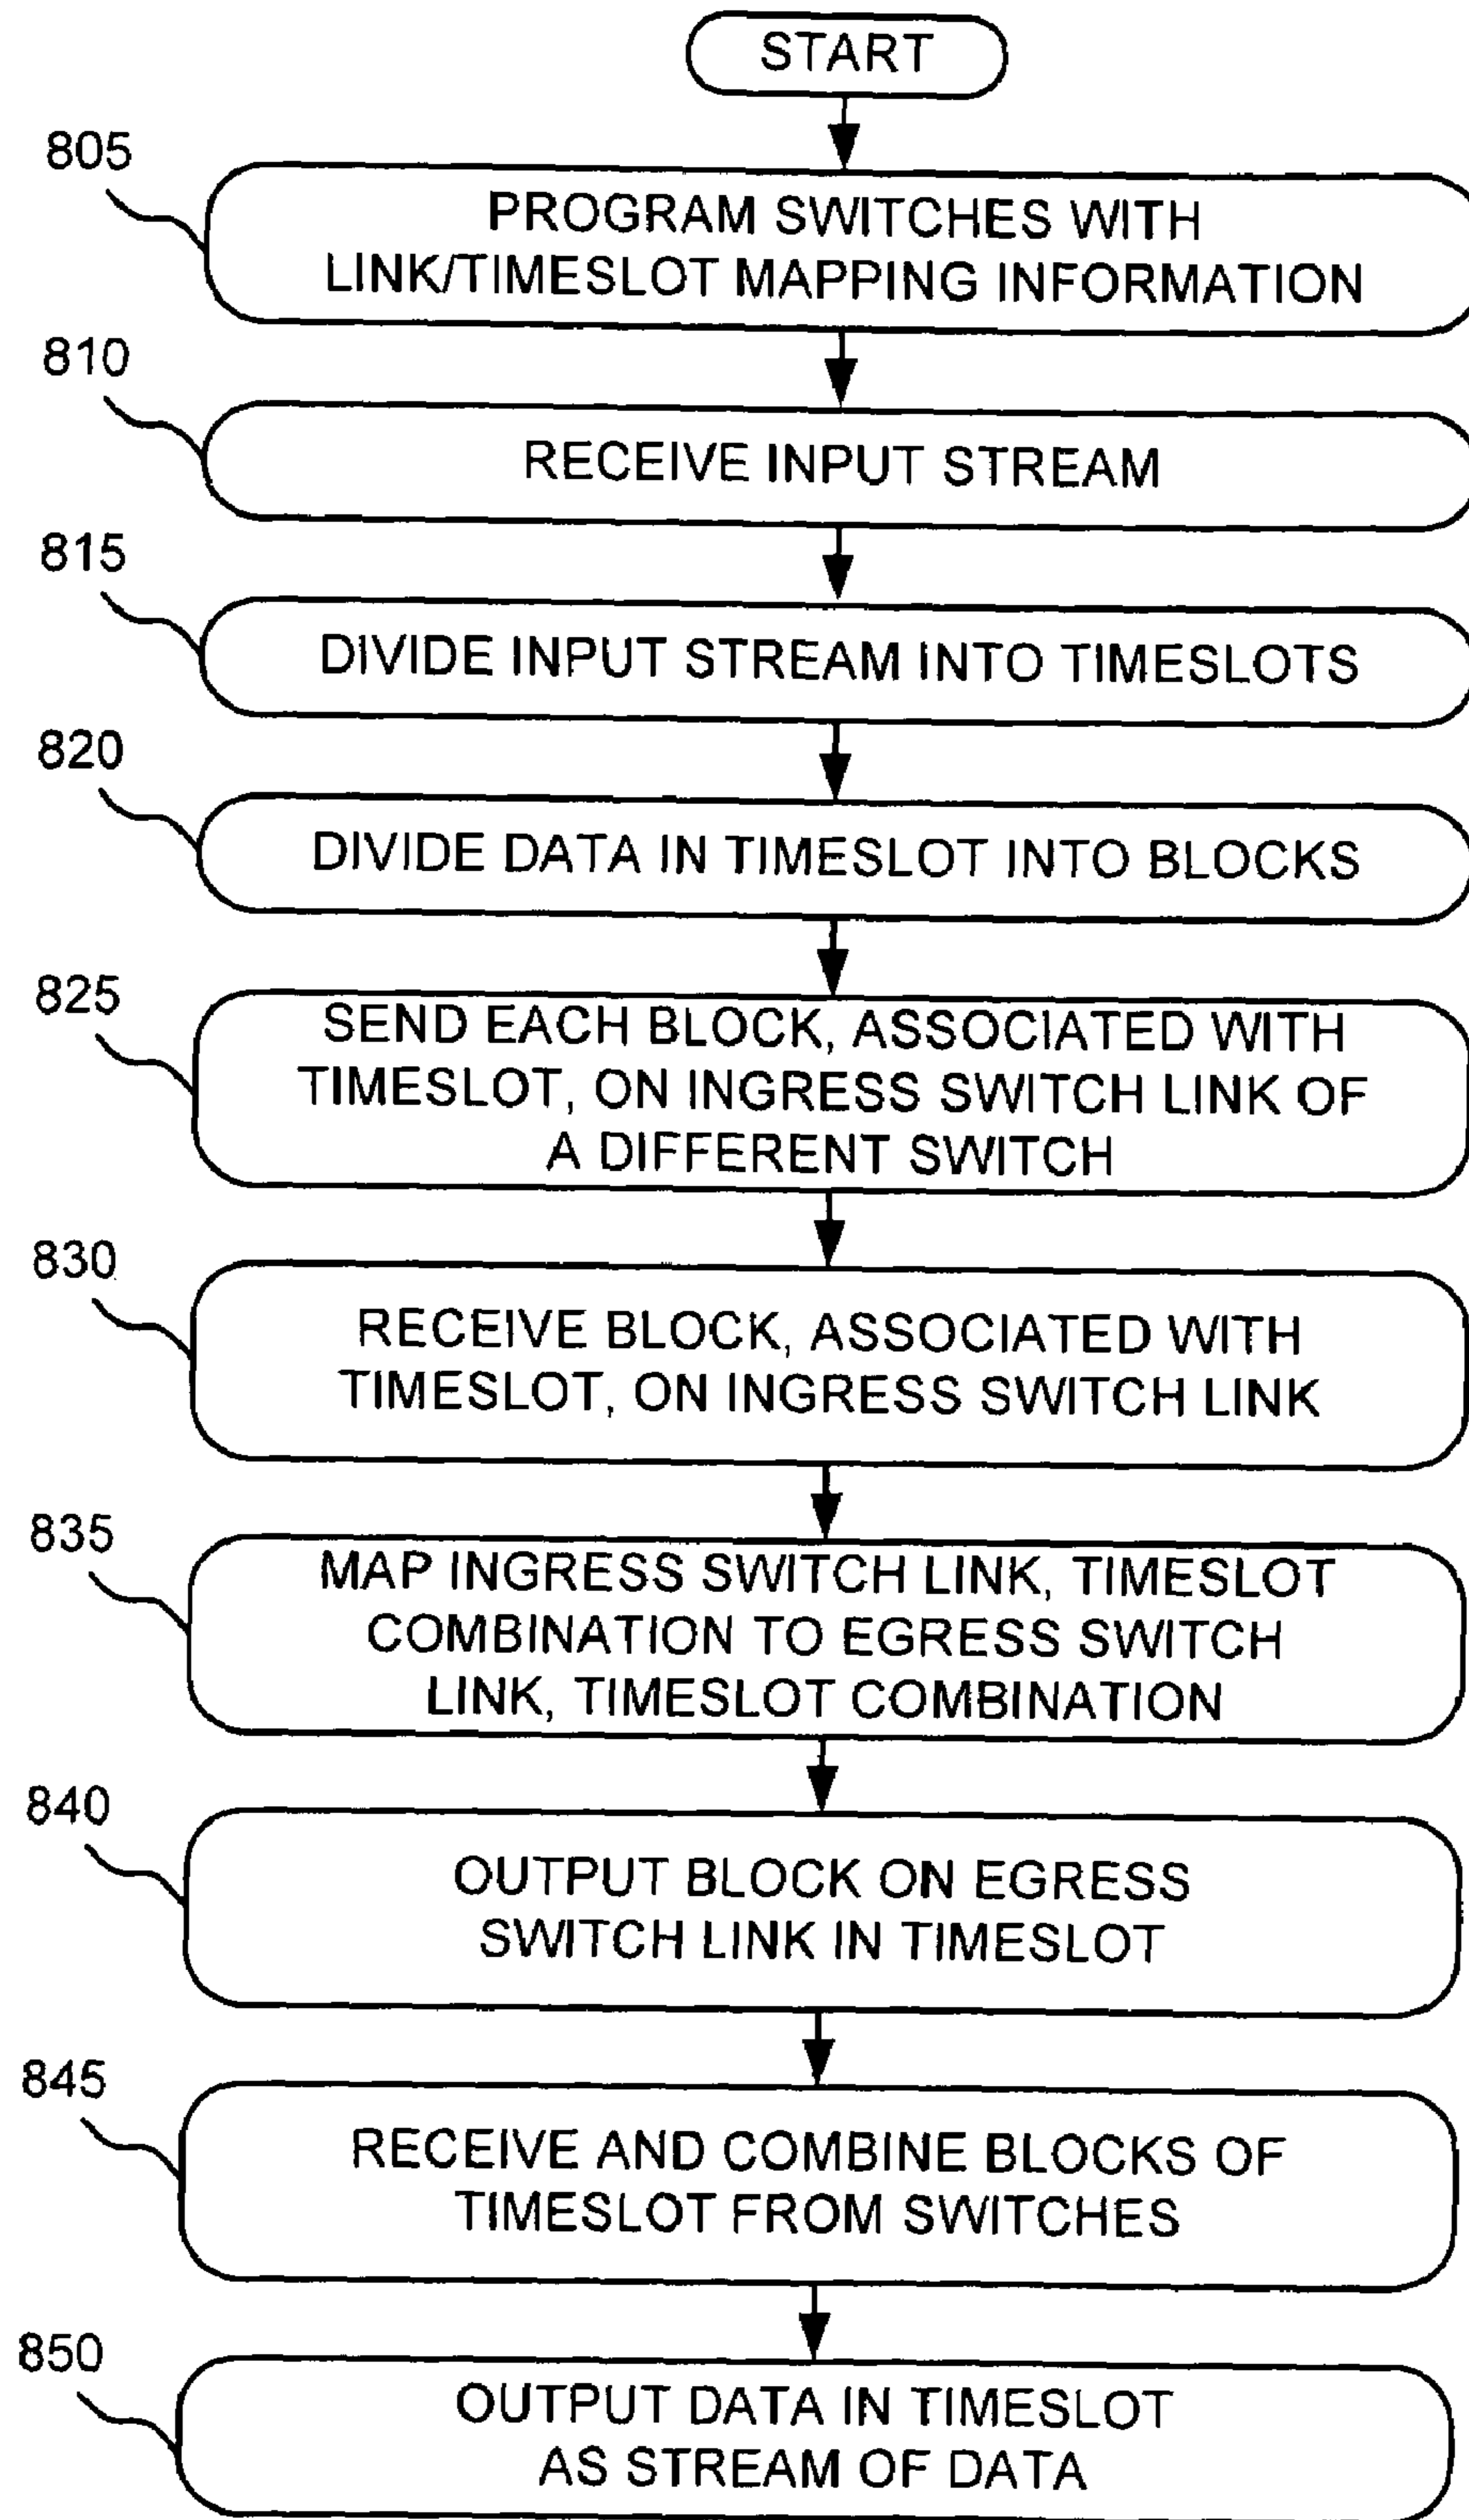 START
805
PROGRAM SWITCHES WITH
LINK/TIMESLOT MAPPING INFORMATION
810
RECEIVE INPUT STREAM
815
DIVIDE INPUT STREAM INTO TIMESLOTS
820
DIVIDE DATA IN TIMESLOT INTO BLOCKS
825
SEND EACH BLOCK, ASSOCIATED WITH
TIMESLOT, ON INGRESS SWITCH LINK OF
A DIFFERENT SWITCH
830
RECEIVE BLOCK, ASSOCIATED WITH
TIMESLOT, ON INGRESS SWITCH LINK
835
MAP INGRESS SWITCH LINK, TIMESLOT
COMBINATION TO EGRESS SWITCH
LINK, TIMESLOT COMBINATION
840
OUTPUT BLOCK ON EGRESS
SWITCH LINK IN TIMESLOT
845
RECEIVE AND COMBINE BLOCKS OF
TIMESLOT FROM SWITCHES
850
OUTPUT DATA IN TIMESLOT
AS STREAM OF DATA